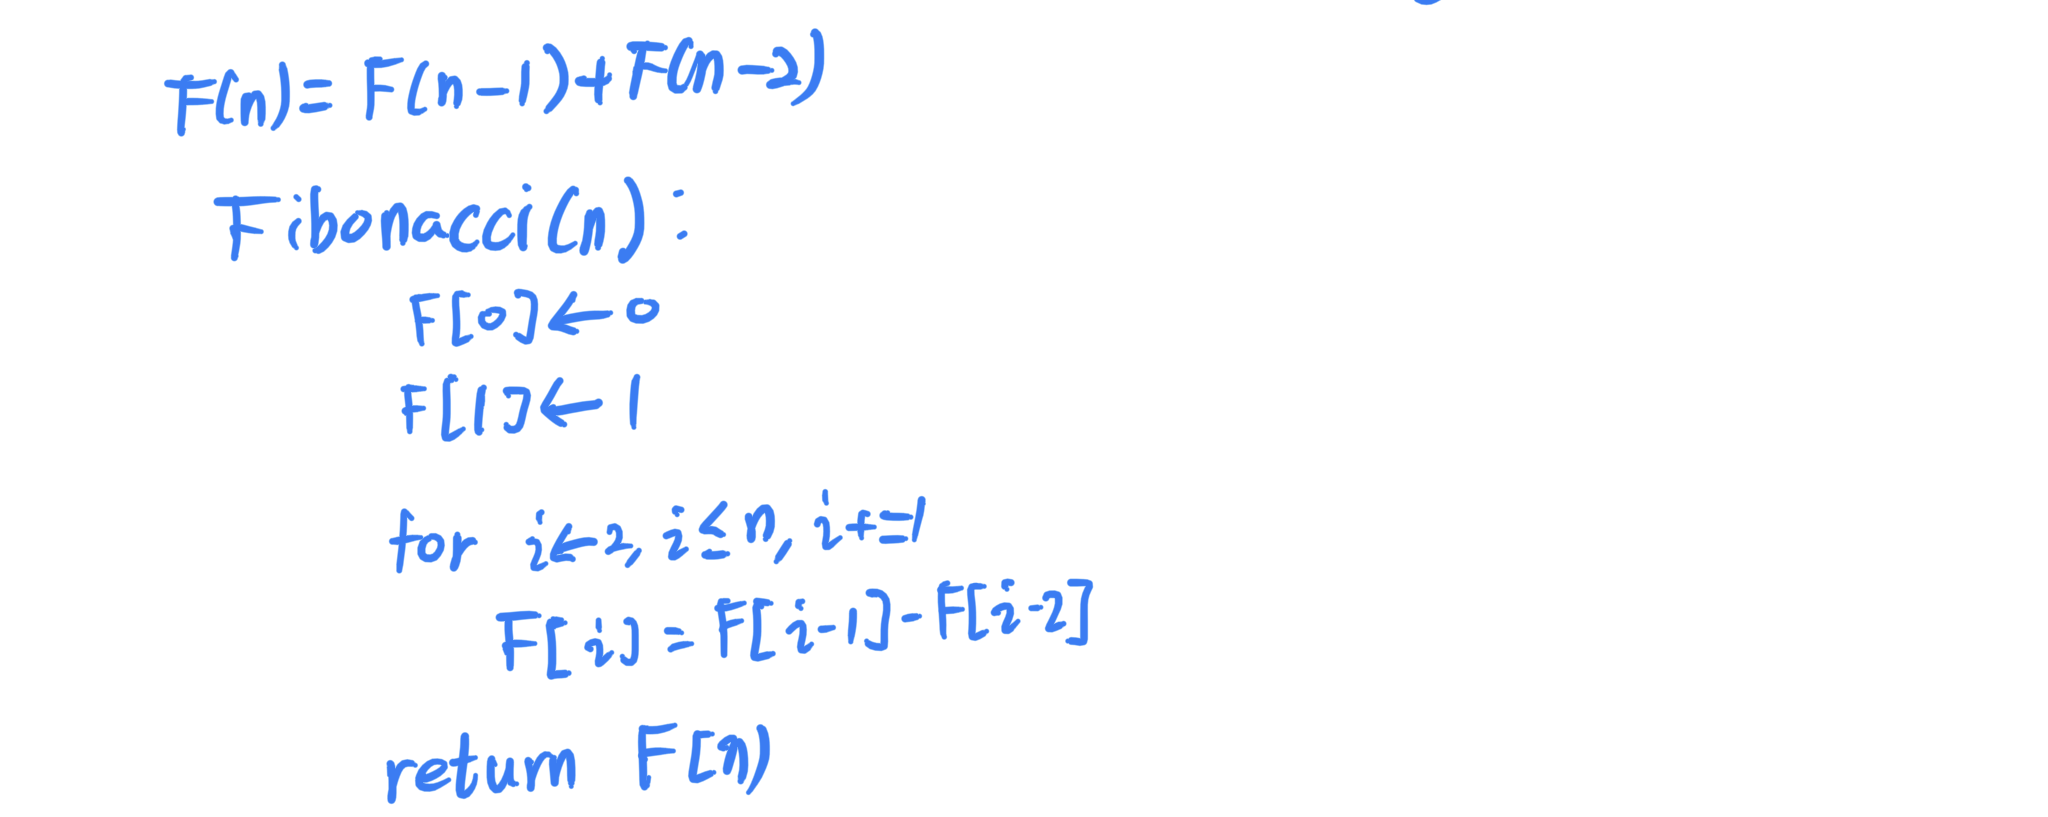 F(n)= F(n-1)+F(n-2)
Fibonacci(n):
F[0]←0
F[1]←1
for i←2, i≤n, i+=1
F[i] = F[i-1]-F[i-2]
return F[n)